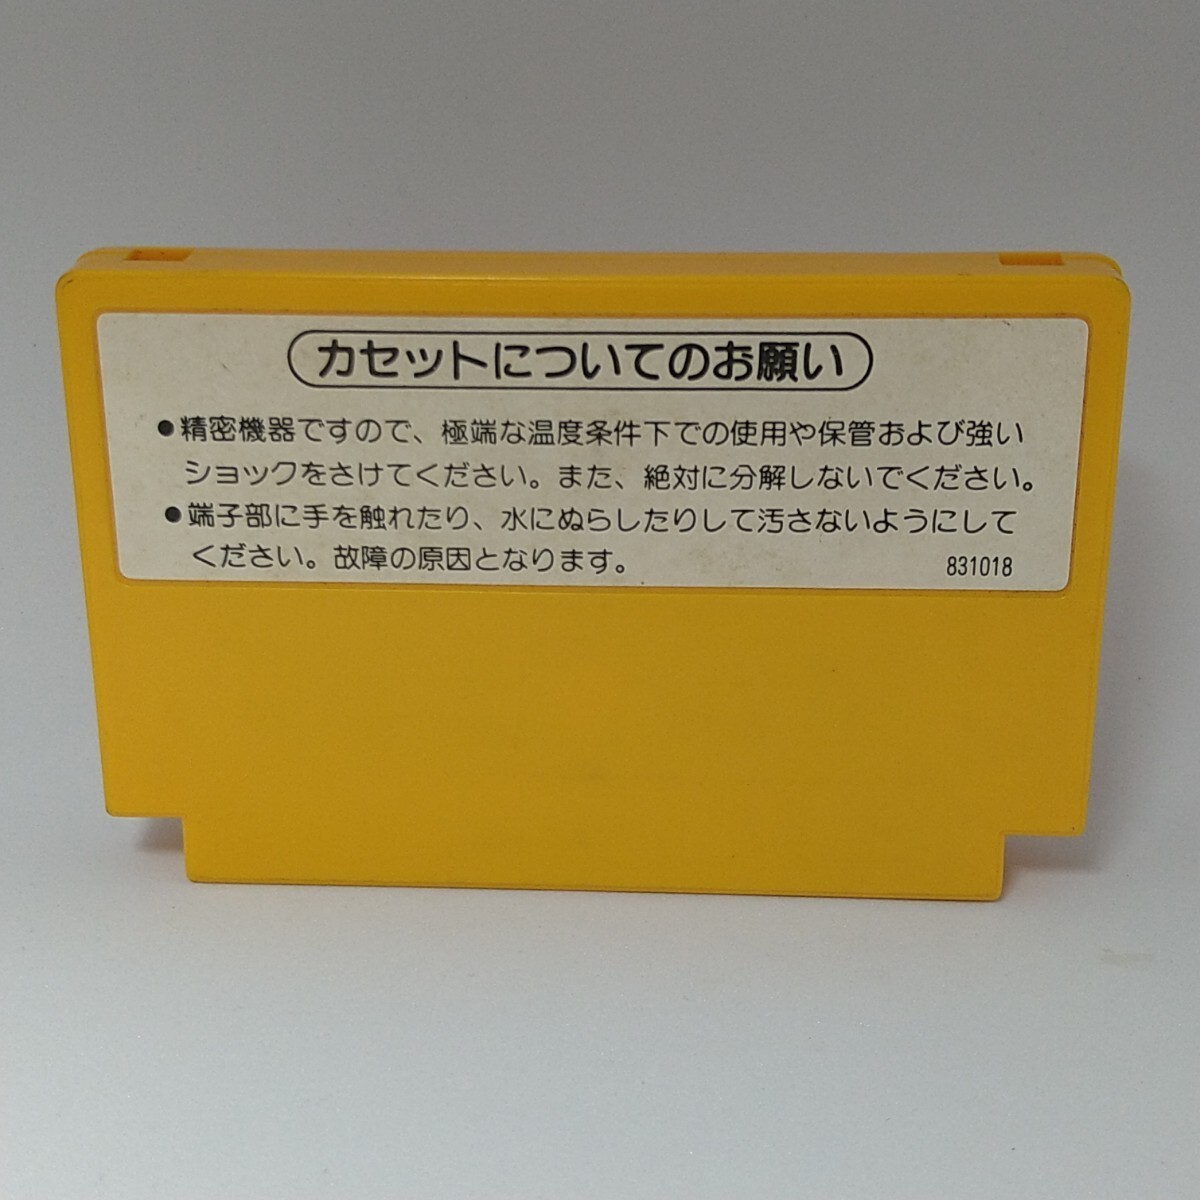 カセットについてのお願い
●精密機器ですので、極端な温度条件下での使用や保管および強い
ショックをさけてください。また、絶対に分解しないでください。
●端子部に手を触れたり、水にぬらしたりして汚さないようにして
ください。故障の原因となります。
831018